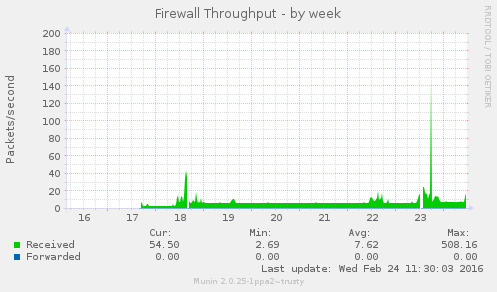 Firewall Throughput - by week
RRDTOOL / TOBI OETIKER
Packets/second
200
180
160
140
120
100
80
60
40
20
0
16 17 18 19 20 21 22 23
Cur: Min: Avg: Max:
Received 54.50 2.69 7.62 508.16
Forwarded 0.00 0.00 0.00 0.00
Last update: Wed Feb 24 11:30:03 2016
Munin 2.0.25-1ppa2~trusty